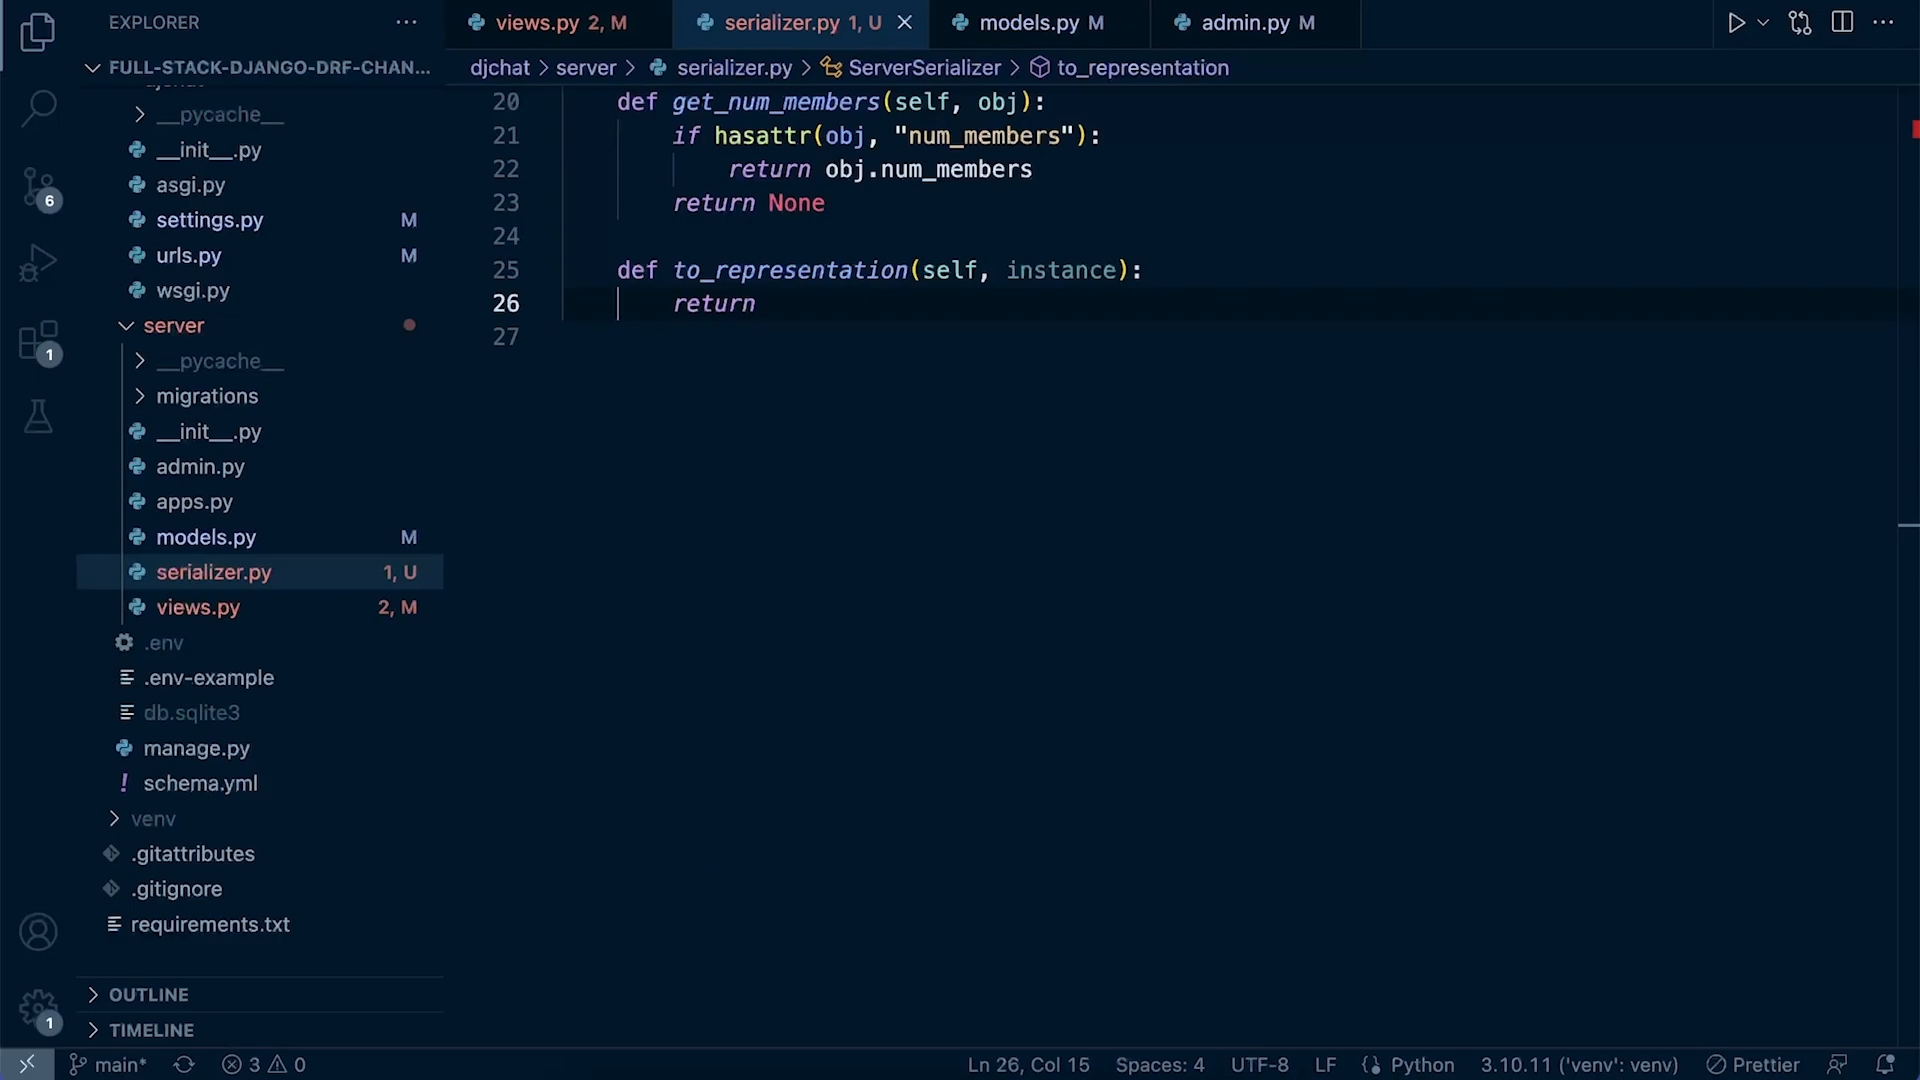 EXPLORER
views.py 2, M
serializer.py 1, U
models.py M
admin.py M
FULL-STACK-DJANGO-DRF-CHAN...
djchat > server > serializer.py > ServerSerializer > to_representation
__pycache__
__init__.py
asgi.py
settings.py M
urls.py M
wsgi.py
server
__pycache__
migrations
__init__.py
admin.py
apps.py
models.py M
serializer.py 1, U
views.py 2, M
.env
.env-example
db.sqlite3
manage.py
! schema.yml
venv
.gitattributes
.gitignore
requirements.txt
OUTLINE
TIMELINE
6
1
1
20 def get_num_members(self, obj):
21 if hasattr(obj, "num_members"):
22 return obj.num_members
23 return None
24
25 def to_representation(self, instance):
26 return
27
main* 3 0 Ln 26, Col 15 Spaces: 4 UTF-8 LF Python 3.10.11 ('venv': venv) Prettier